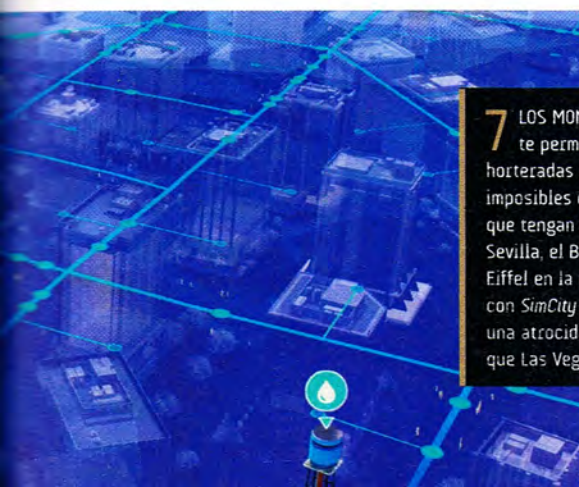 7 LOS MON
te perm
horteradas
imposibles
que tengan
Sevilla, el B
Eiffel en la
con SimCity
una atrocid
que Las Veg